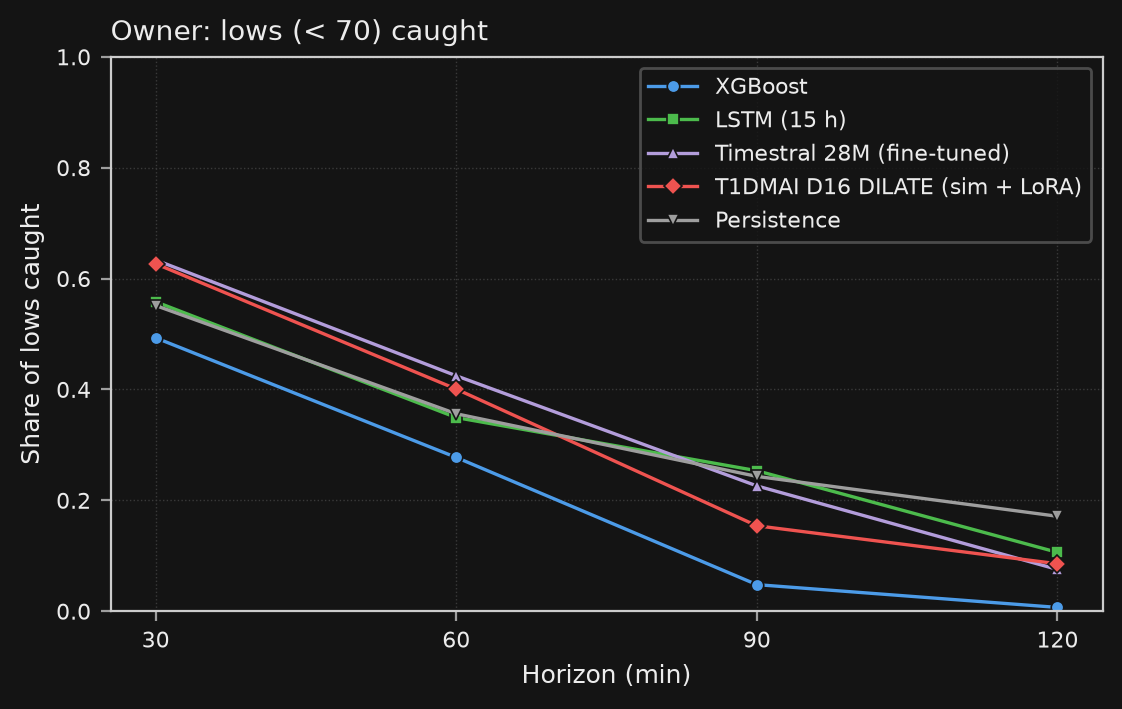 Owner: lows (< 70) caught
1.0
0.8
0.6
0.4
0.2
0.0
Share of lows caught
XGBoost
LSTM (15 h)
Timestral 28M (fine-tuned)
T1DMAI D16 DILATE (sim + LoRA)
Persistence
30 60 90 120
Horizon (min)